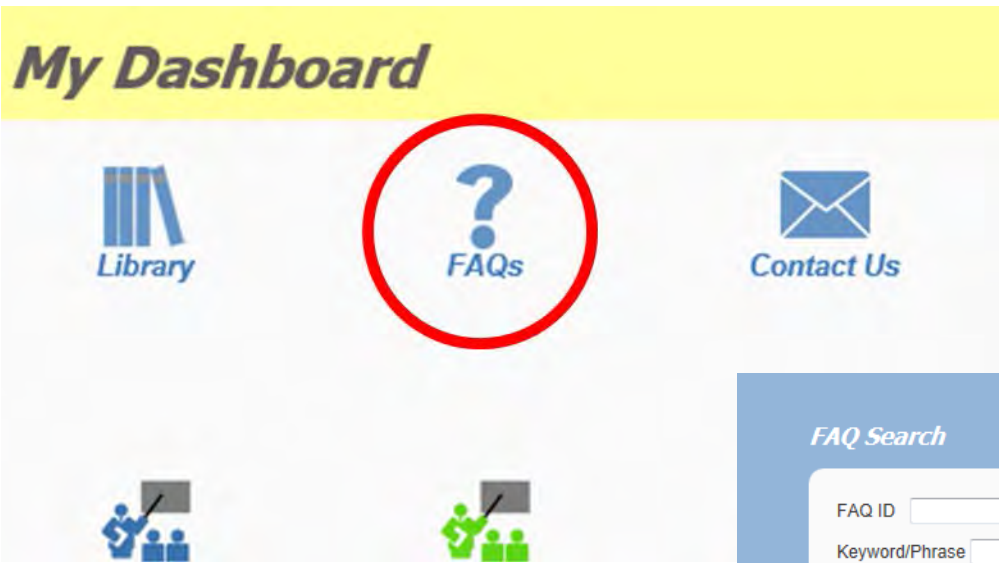 My Dashboard
Library
FAQs
Contact Us
FAQ Search
FAQ ID
Keyword/Phrase